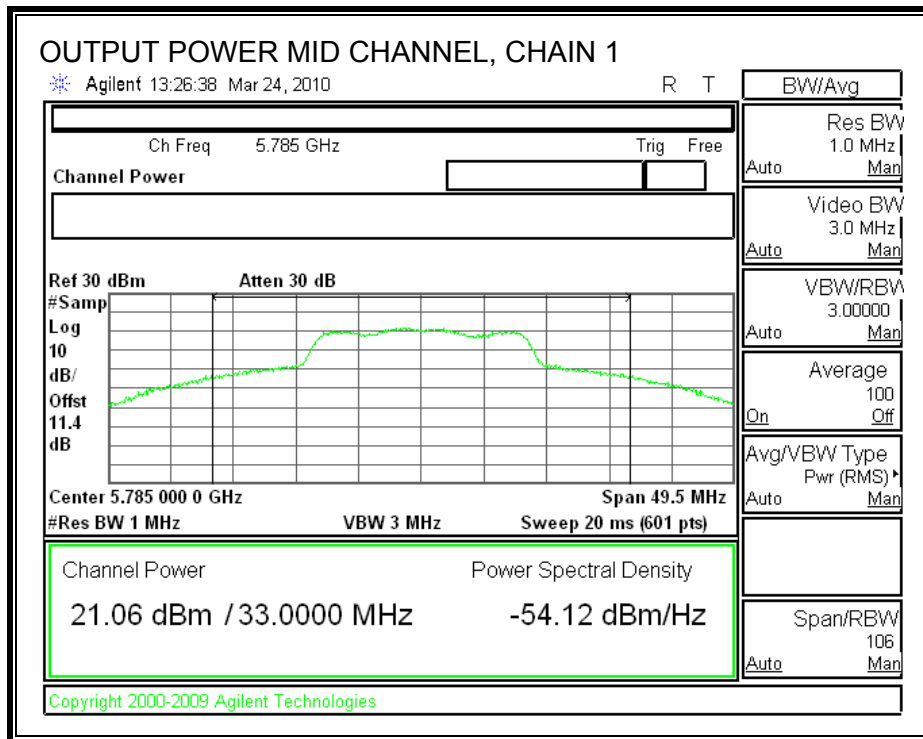 OUTPUT POWER MID CHANNEL, CHAIN 1
Agilent 13:26:38 Mar 24, 2010 R T
Ch Freq 5.785 GHz Trig Free
Channel Power
Ref 30 dBm Atten 30 dB
#Samp
Log
10
dB/
Offst
11.4
dB
Center 5.785 000 0 GHz Span 49.5 MHz
#Res BW 1 MHz VBW 3 MHz Sweep 20 ms (601 pts)
Channel Power Power Spectral Density
21.06 dBm / 33.0000 MHz -54.12 dBm/Hz
Copyright 2000-2009 Agilent Technologies
BW/Avg
Res BW
1.0 MHz
Auto Man
Video BW
3.0 MHz
Auto Man
VBW/RBW
3.00000
Auto Man
Average
100
On Off
Avg/VBW Type
Pwr (RMS)
Auto Man
Span/RBW
106
Auto Man